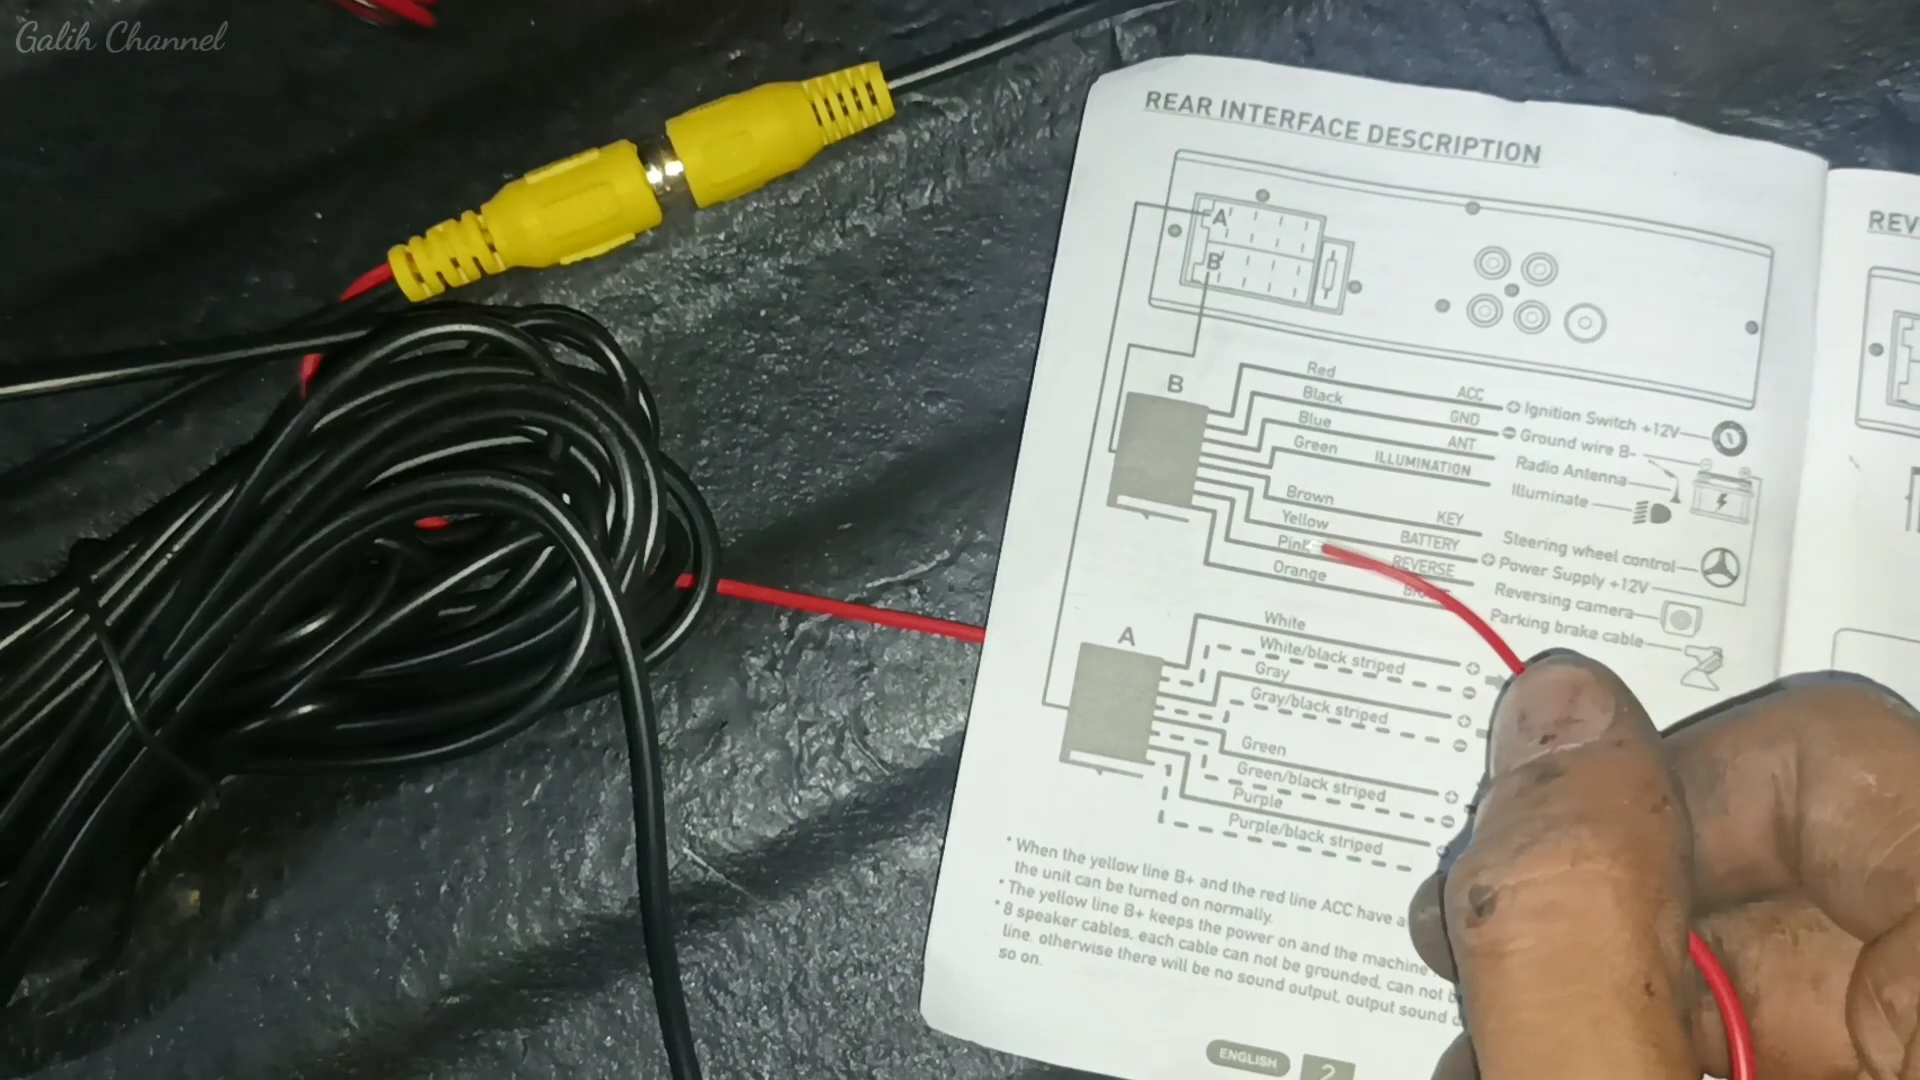 Galih Channel
REAR INTERFACE DESCRIPTION
REV
A
B
B
Red ACC Ignition Switch +12V
Black GND Ground wire B-
Blue ANT Radio Antenna
Green ILLUMINATION Illuminate
Brown KEY Steering wheel control
Yellow BATTERY Power Supply +12V
Pink REVERSE Reversing camera
Orange Parking brake cable
A
White
White/black striped
Gray
Gray/black striped
Green
Green/black striped
Purple
Purple/black striped
* When the yellow line B+ and the red line ACC have a
the unit can be turned on normally.
* The yellow line B+ keeps the power on and the machine
* 8 speaker cables, each cable can not be grounded, can not
line, otherwise there will be no sound output, output sound
so on.
ENGLISH 2